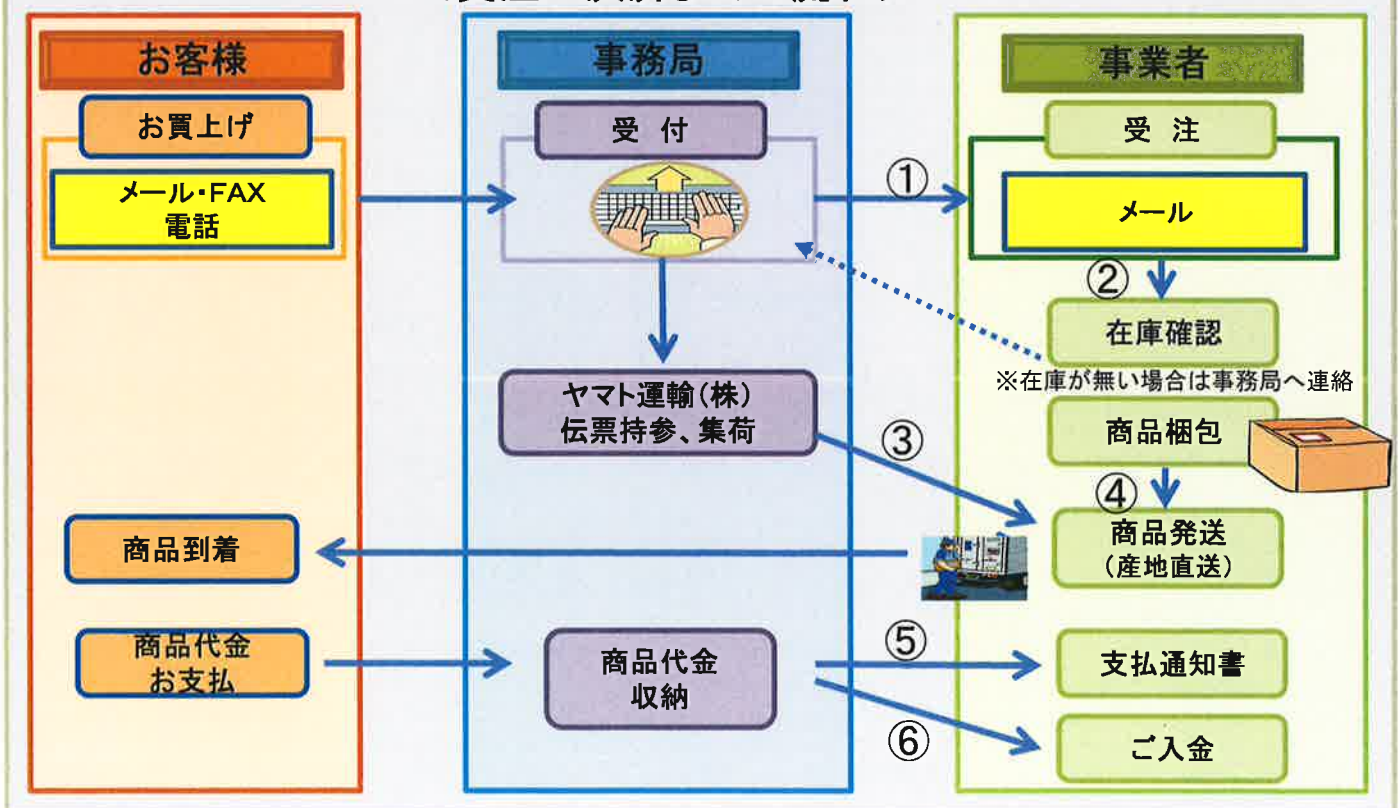 お客様
事務局
事業者
お買上げ
受 付
受 注
メール・FAX
電話
①
メール
②
在庫確認
※在庫が無い場合は事務局へ連絡
ヤマト運輸(株)
伝票持参、集荷
③
商品梱包
④
商品到着
商品発送
(産地直送)
商品代金
お支払
商品代金
収納
⑤
支払通知書
⑥
ご入金